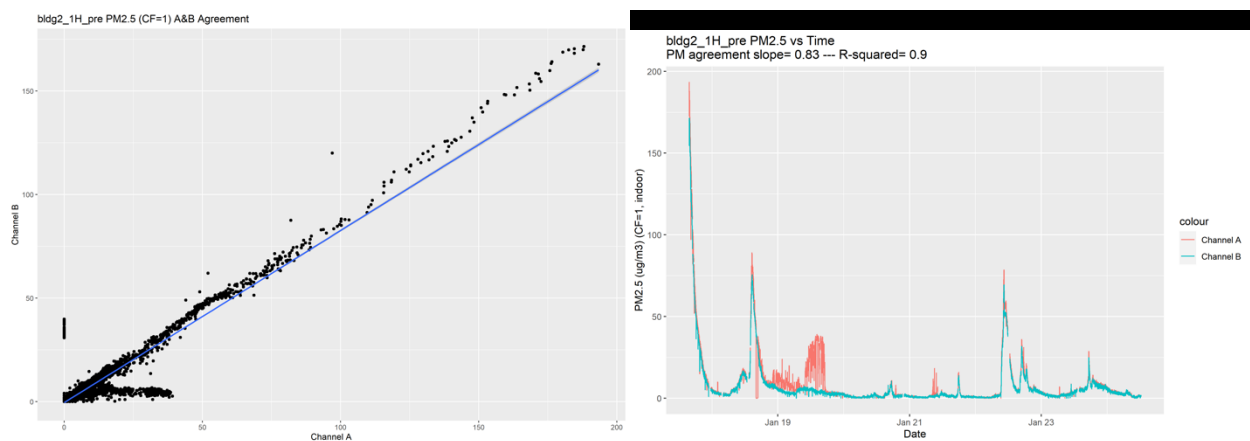 bldg2_1H_pre PM2.5 (CF=1) A&B Agreement
150
100
50
0
Channel B
0
50
100
150
200
Channel A
bldg2_1H_pre PM2.5 vs Time
PM agreement slope= 0.83 --- R-squared= 0.9
200
150
100
50
0
PM2.5 (ug/m3) (CF=1, indoor)
Jan 19
Jan 21
Jan 23
Date
colour
Channel A
Channel B